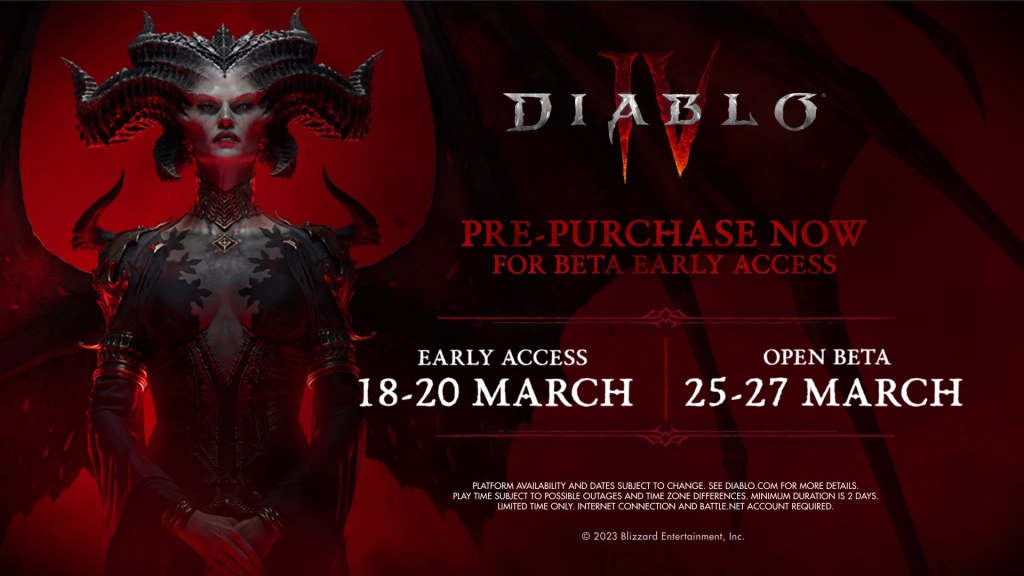 DIABLO IV
PRE-PURCHASE NOW
FOR BETA EARLY ACCESS
EARLY ACCESS
18-20 MARCH
OPEN BETA
25-27 MARCH
PLATFORM AVAILABILITY AND DATES SUBJECT TO CHANGE. SEE DIABLO.COM FOR MORE DETAILS.
PLAY TIME SUBJECT TO POSSIBLE OUTAGES AND TIME ZONE DIFFERENCES. MINIMUM DURATION IS 2 DAYS.
LIMITED TIME ONLY. INTERNET CONNECTION AND BATTLE.NET ACCOUNT REQUIRED.
© 2023 Blizzard Entertainment, Inc.